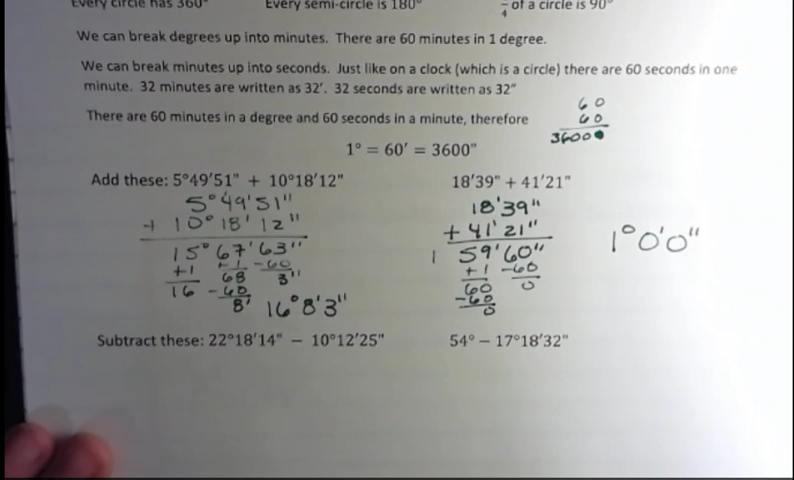 Every circle has 360° Every semi-circle is 180° 1/4 of a circle is 90°
We can break degrees up into minutes. There are 60 minutes in 1 degree.
We can break minutes up into seconds. Just like on a clock (which is a circle) there are 60 seconds in one
minute. 32 minutes are written as 32'. 32 seconds are written as 32"
There are 60 minutes in a degree and 60 seconds in a minute, therefore
60
60
3600
1° = 60' = 3600"
Add these: 5°49'51" + 10°18'12" 18'39" + 41'21"
5°49'51" 18'39"
+ 10°18'12" + 41'21"
15°67'63" 1 59'60" 1°0'0"
+1 +1 -60 +1 -60
16 68 3" 60 0
-60 -60
8' 16°8'3" 0
Subtract these: 22°18'14" − 10°12'25" 54° − 17°18'32"